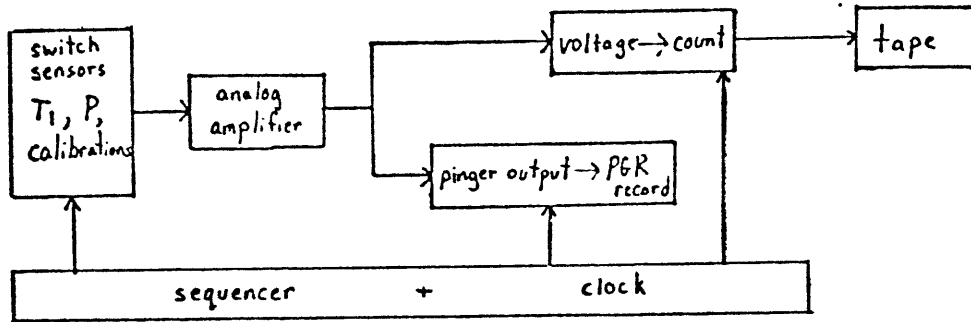 switch
sensors
T1, P,
calibrations
analog
amplifier
voltage → count
tape
pinger output → PGR
record
sequencer + clock